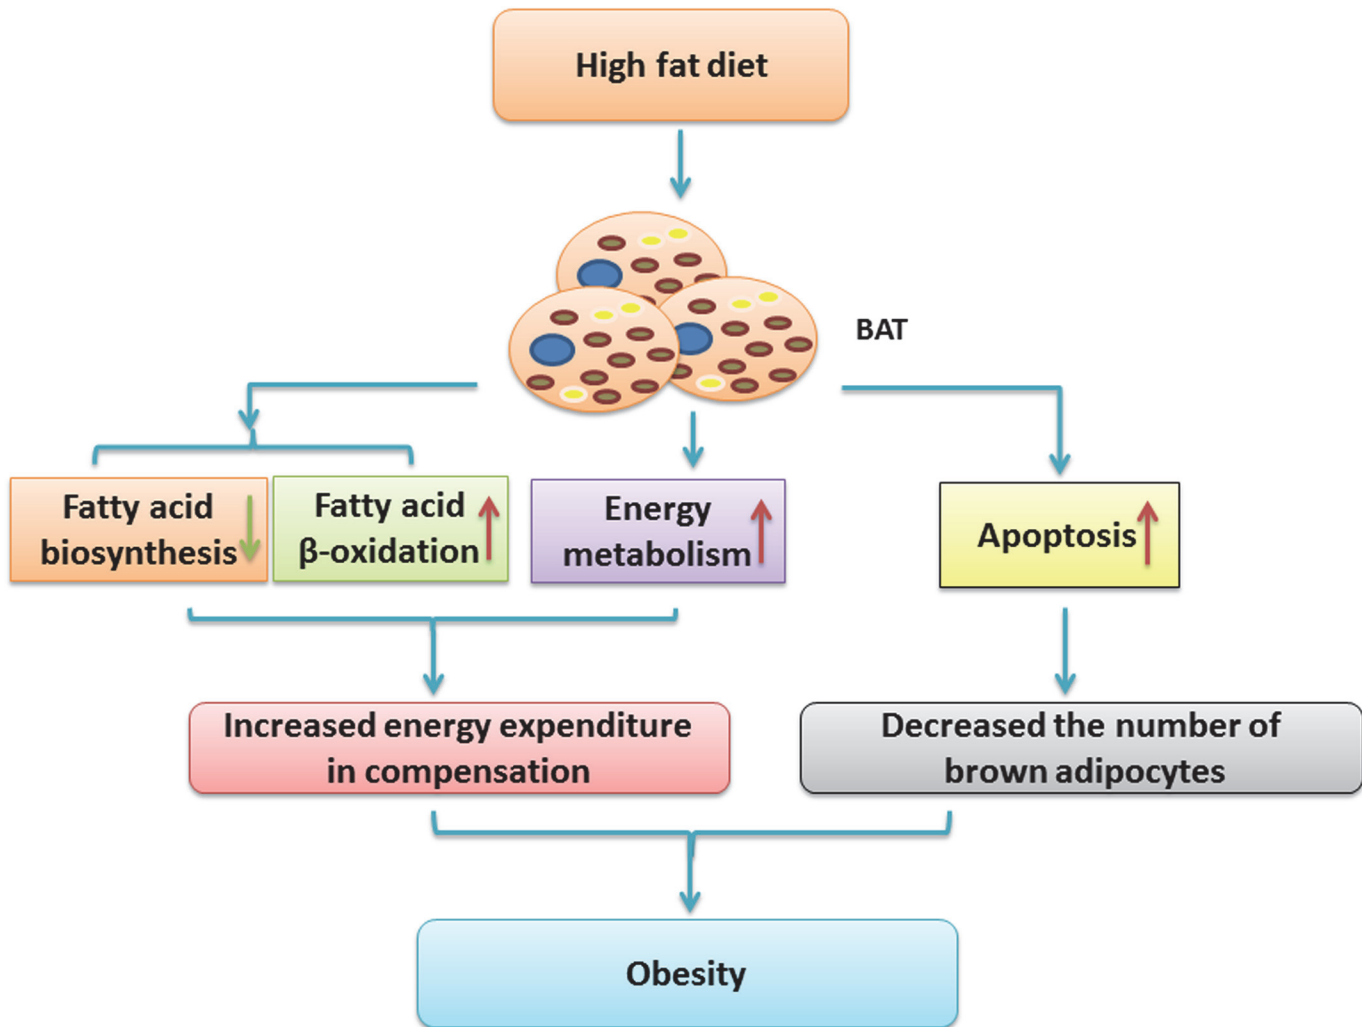 High fat diet
BAT
Fatty acid
biosynthesis
Fatty acid
β-oxidation
Energy
metabolism
Apoptosis
Increased energy expenditure
in compensation
Decreased the number of
brown adipocytes
Obesity